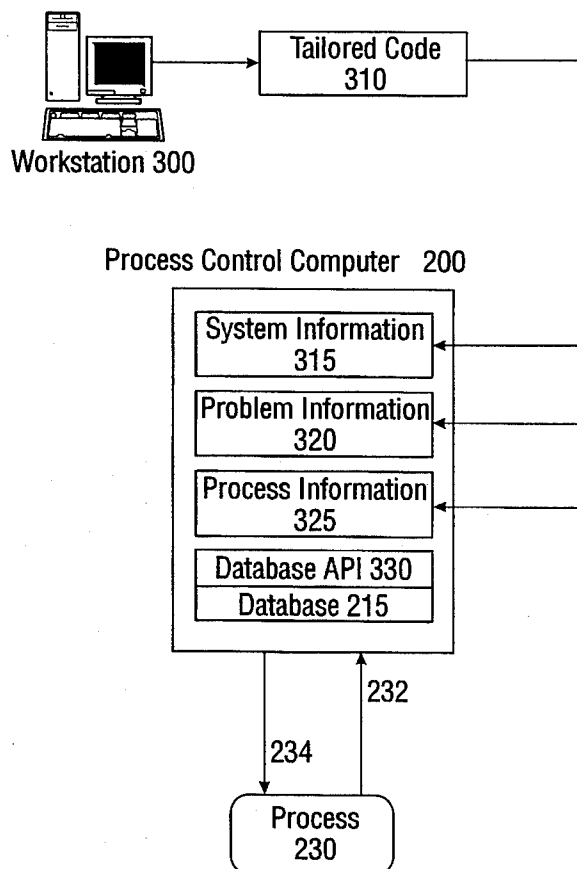 Tailored Code
310
Workstation 300
Process Control Computer 200
System Information
315
Problem Information
320
Process Information
325
Database API 330
Database 215
232
234
Process
230